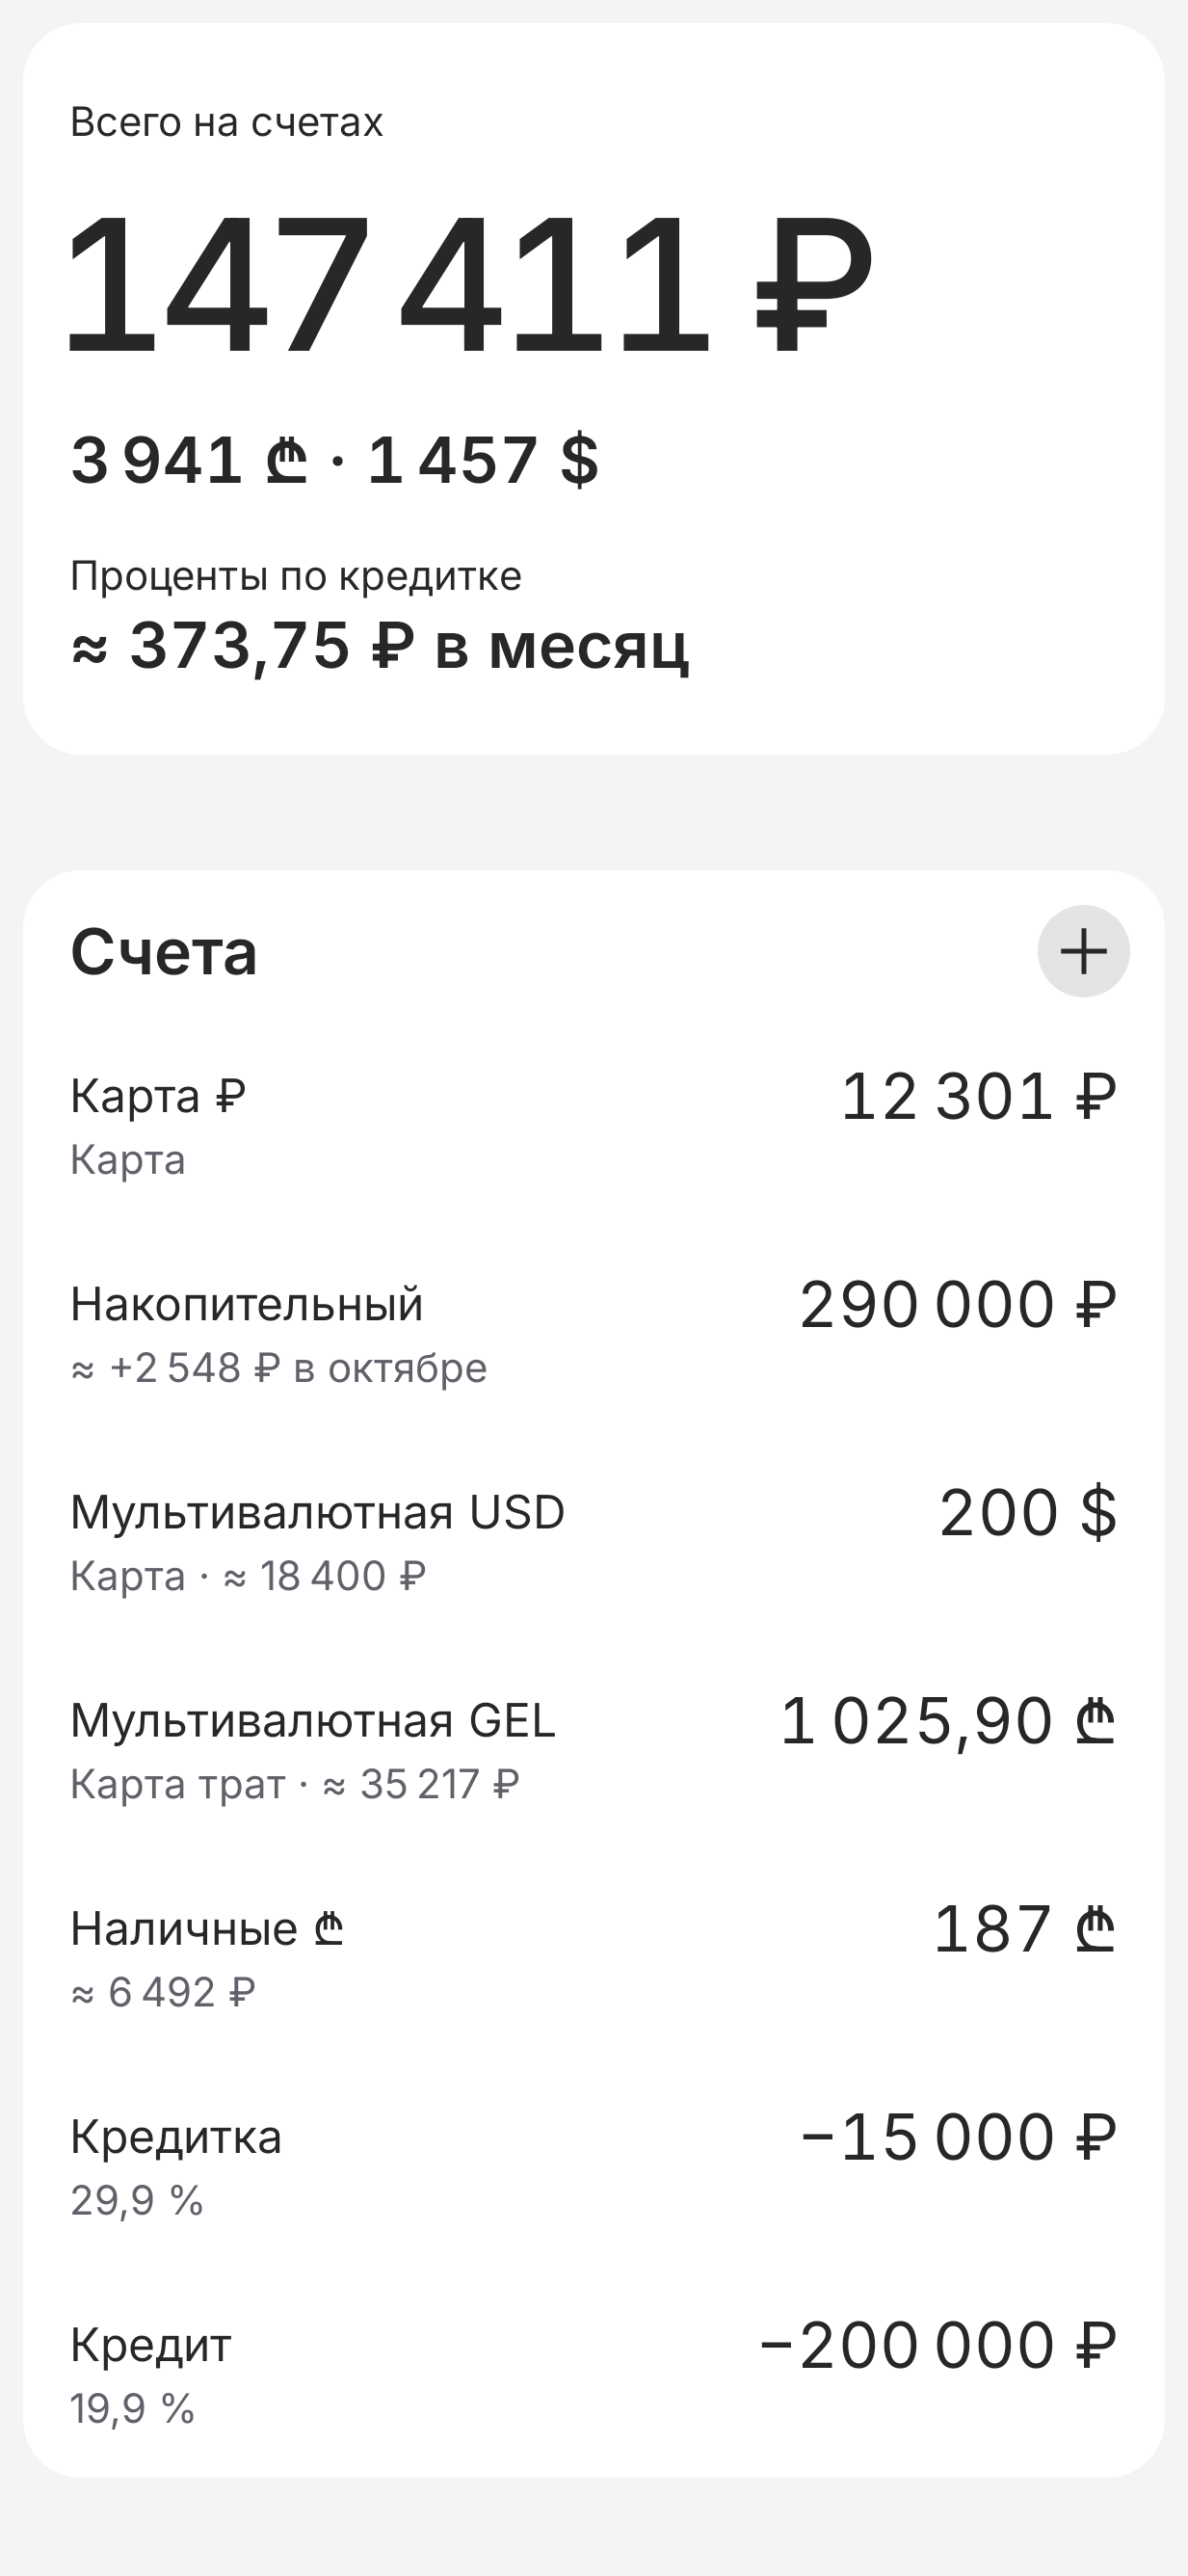 Всего на счетах
147 411 ₽
3 941 ₾ · 1 457 $
Проценты по кредитке
≈ 373,75 ₽ в месяц
Счета
Карта ₽
12 301 ₽
Карта
Накопительный
290 000 ₽
≈ +2 548 ₽ в октябре
Мультивалютная USD
200 $
Карта · ≈ 18 400 ₽
Мультивалютная GEL
1 025,90 ₾
Карта трат · ≈ 35 217 ₽
Наличные ₾
187 ₾
≈ 6 492 ₽
Кредитка
−15 000 ₽
29,9 %
Кредит
−200 000 ₽
19,9 %